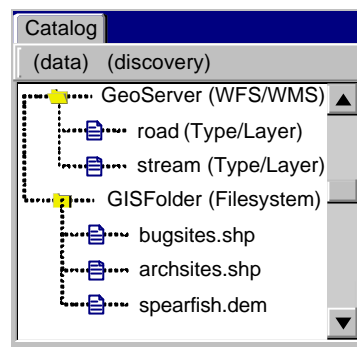 Catalog
(data) (discovery)
GeoServer (WFS/WMS)
road (Type/Layer)
stream (Type/Layer)
GISFolder (Filesystem)
bugsites.shp
archsites.shp
spearfish.dem